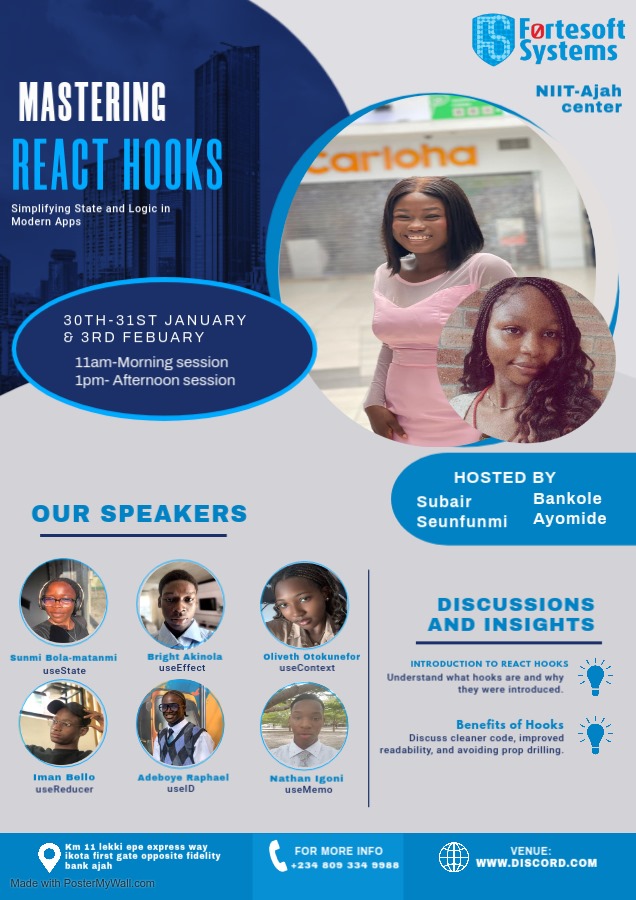 Fortesoft
Systems
NIIT-Ajah
center
MASTERING
REACT HOOKS
Simplifying State and Logic in
Modern Apps
carloha
30TH-31ST JANUARY
& 3RD FEBUARY
11am-Morning session
1pm- Afternoon session
HOSTED BY
Subair
Seunfunmi
Bankole
Ayomide
OUR SPEAKERS
Sunmi Bola-matanmi
useState
Bright Akinola
useEffect
Oliveth Otokunefor
useContext
Iman Bello
useReducer
Adeboye Raphael
useID
Nathan Igoni
useMemo
DISCUSSIONS
AND INSIGHTS
INTRODUCTION TO REACT HOOKS
Understand what hooks are and why
they were introduced.
Benefits of Hooks
Discuss cleaner code, improved
readability, and avoiding prop drilling.
Km 11 lekki epe express way
ikota first gate opposite fidelity
bank ajah
FOR MORE INFO
+234 809 334 9988
VENUE:
WWW.DISCORD.COM
Made with PosterMyWall.com